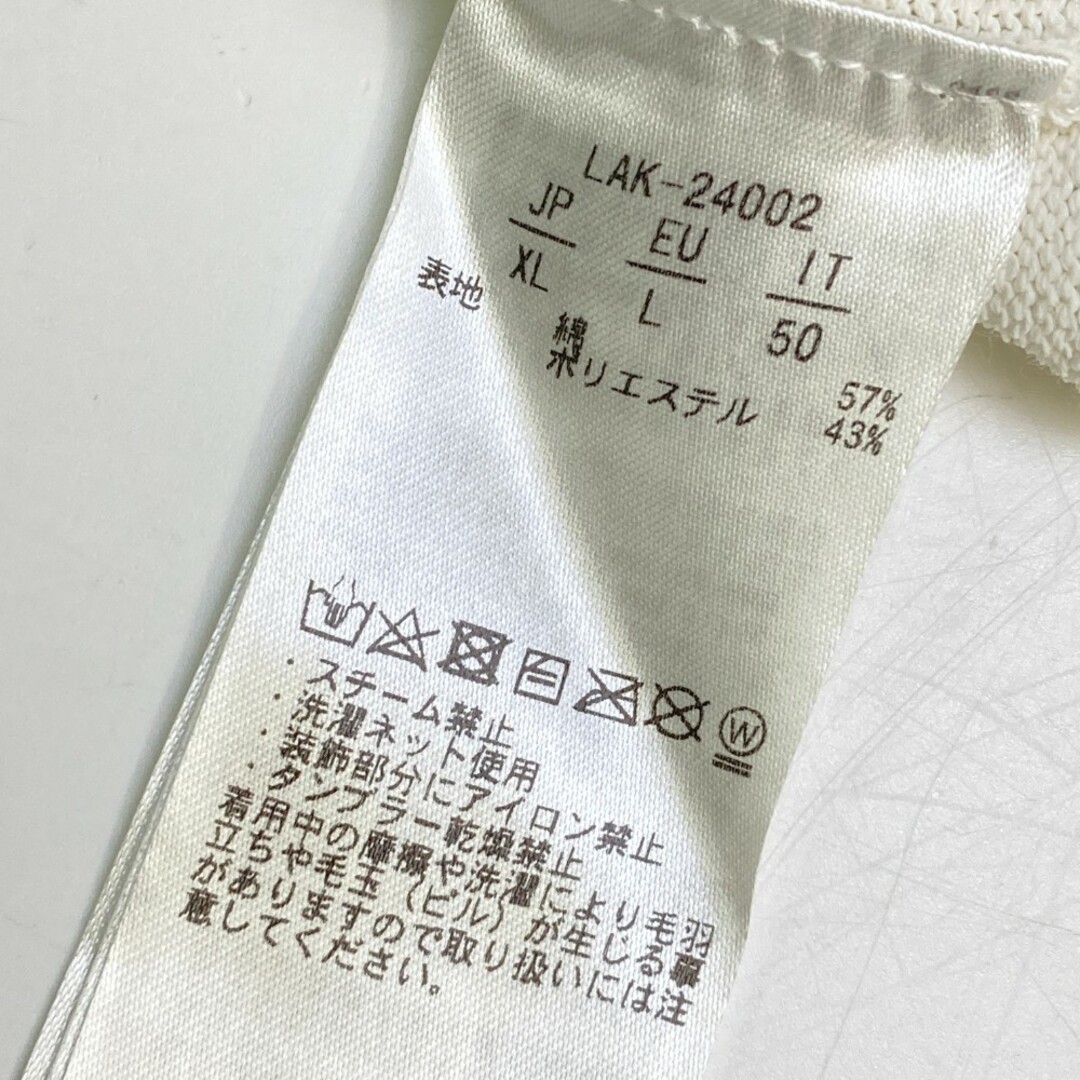 LAK-24002
JP EU IT
XL L 50
表地 綿 57%
ポリエステル 43%
W
・スチーム禁止
・洗濯ネット使用
・装飾部分にアイロン禁止
・タンブラー乾燥禁止
着用中の摩擦や洗濯により毛羽
立ちや毛玉(ピル)が生じる事
がありますので取り扱いには注
意してください。